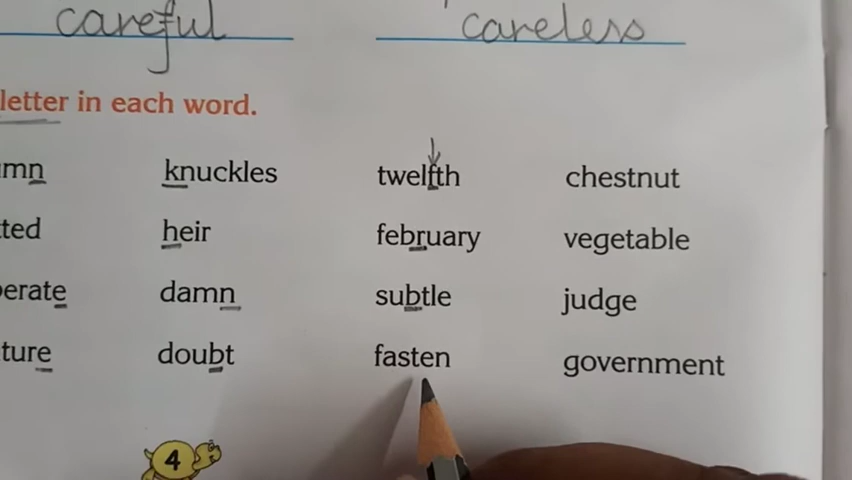 careful careless
letter in each word.
mn knuckles twelfth chestnut
ted heir february vegetable
erate damn subtle judge
ture doubt fasten government
4